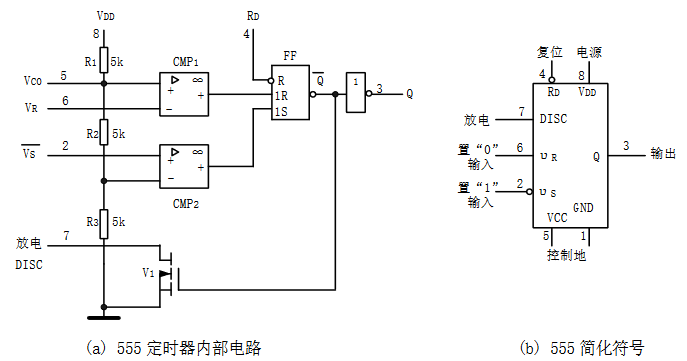 VDD
8
R1 5k
VCO 5
VR 6
CMP1
▷ ∞
+
+
−
RD
4
FF
R
1R
1S
Q̅
1
3
Q
R2 5k
V̅S̅ 2
▷ ∞
+
+
−
CMP2
R3 5k
放电 7
DISC
V1
(a) 555 定时器内部电路
复位 电源
4 8
RD VDD
放电 7 DISC
置“0” 6 υR
输入
Q 3 输出
置“1” 2 υS
输入
VCC GND
5 1
控制地
(b) 555 简化符号